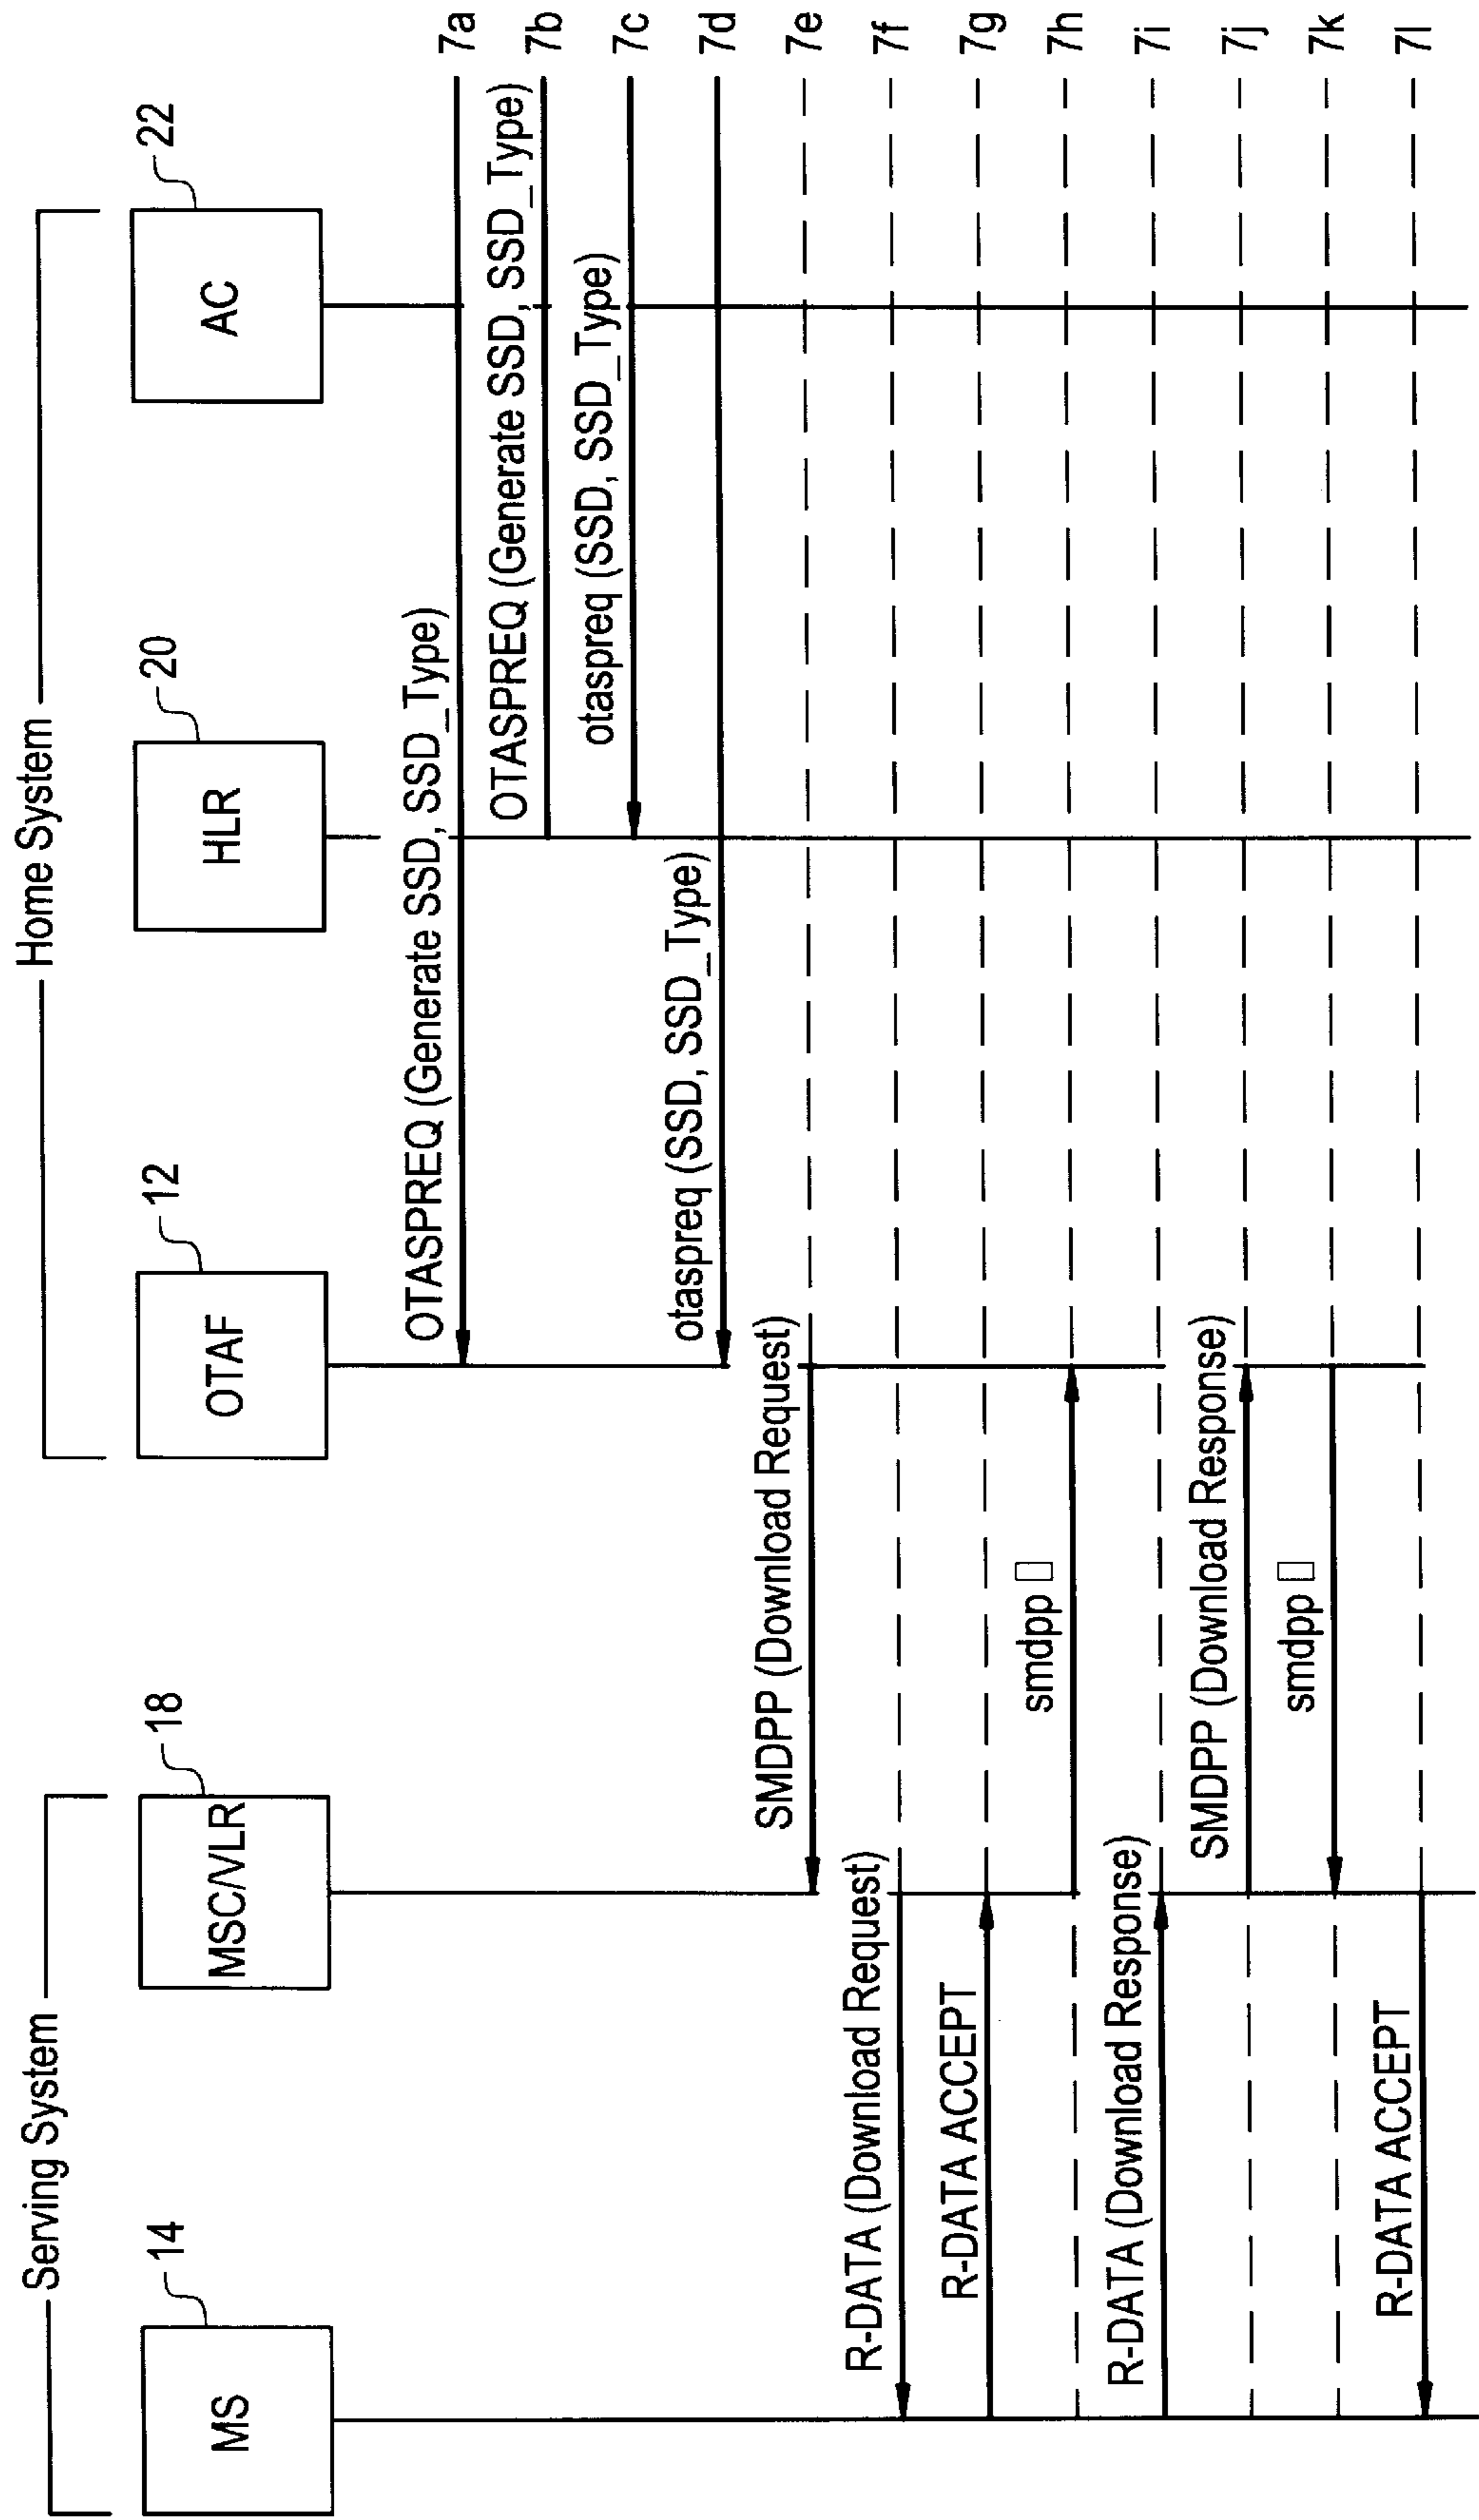 Serving System
Home System
14
18
12
20
22
MS
MSC/VLR
OTAF
HLR
AC
OTASPREQ (Generate SSD, SSD_Type)
7a
OTASPREQ (Generate SSD, SSD_Type)
7b
otaspreq (SSD, SSD_Type)
7c
otaspreq (SSD, SSD_Type)
7d
SMDPP (Download Request)
7e
R-DATA (Download Request)
7f
R-DATA ACCEPT
7g
smdpp []
7h
R-DATA (Download Response)
7i
SMDPP (Download Response)
7j
smdpp []
7k
R-DATA ACCEPT
7l